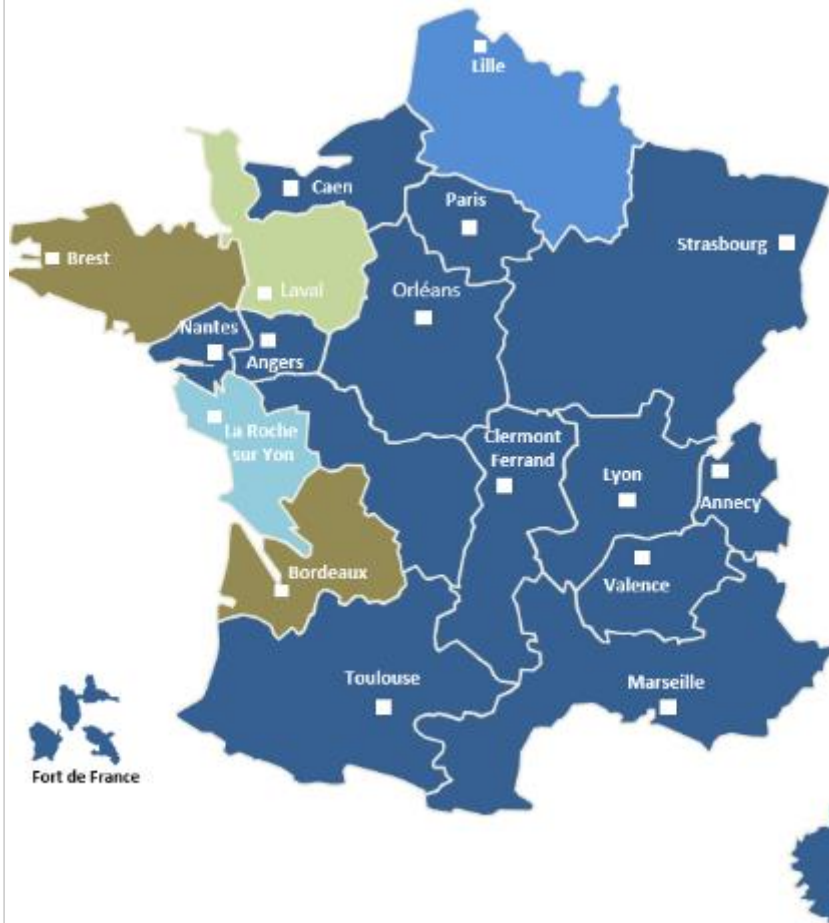 Lille
Caen
Paris
Strasbourg
Brest
Laval
Orléans
Nantes
Angers
La Roche
sur Yon
Clermont
Ferrand
Lyon
Annecy
Bordeaux
Valence
Toulouse
Marseille
Fort de France